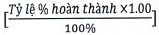 [Tỷ lệ % hoàn thành ×1.00
100%]